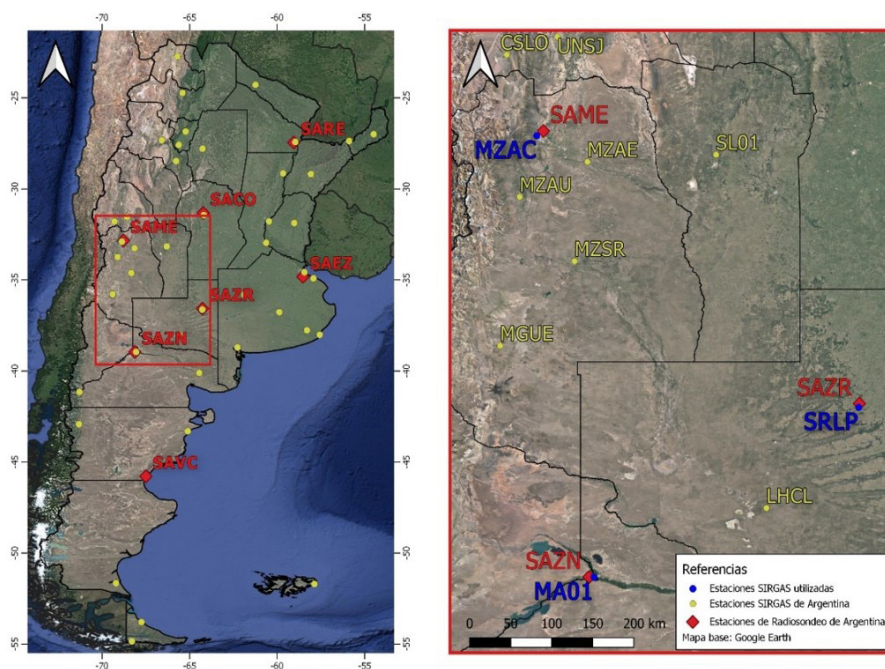 -70
-65
-60
-55
-25
-25
-30
-30
-35
-35
-40
-40
-45
-45
-50
-50
-55
-55
-70
-65
-60
-55
SARE
SACO
SAME
SAEZ
SAZR
SAZN
SAVC
CSLO
UNSJ
SAME
MZAC
MZAE
SL01
MZAU
MZSR
MGUE
SAZR
SRLP
LHCL
SAZN
MA01
0 50 100 150 200 km
Referencias
Estaciones SIRGAS utilizadas
Estaciones SIRGAS de Argentina
Estaciones de Radiosondeo de Argentina
Mapa base: Google Earth